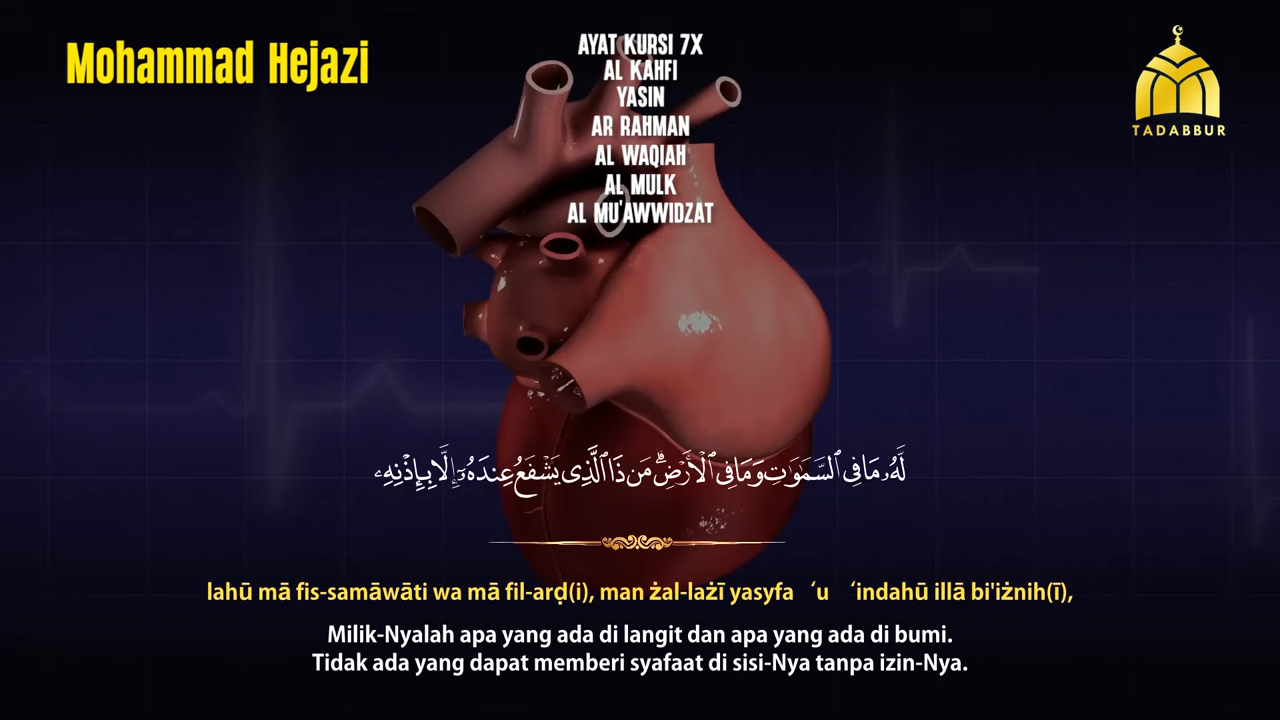 Mohammad Hejazi
AYAT KURSI 7X
AL KAHFI
YASIN
AR RAHMAN
AL WAQIAH
AL MULK
AL MU'AWWIDZAT
TADABBUR
لَّهُۥ مَا فِى ٱلسَّمَـٰوَٰتِ وَمَا فِى ٱلْأَرْضِ ۗ مَن ذَا ٱلَّذِى يَشْفَعُ عِندَهُۥٓ إِلَّا بِإِذْنِهِۦ
lahū mā fis-samāwāti wa mā fil-arḍ(i), man żal-lażī yasyfa ‘u ‘indahū illā bi'iżnih(ī),
Milik-Nyalah apa yang ada di langit dan apa yang ada di bumi.
Tidak ada yang dapat memberi syafaat di sisi-Nya tanpa izin-Nya.